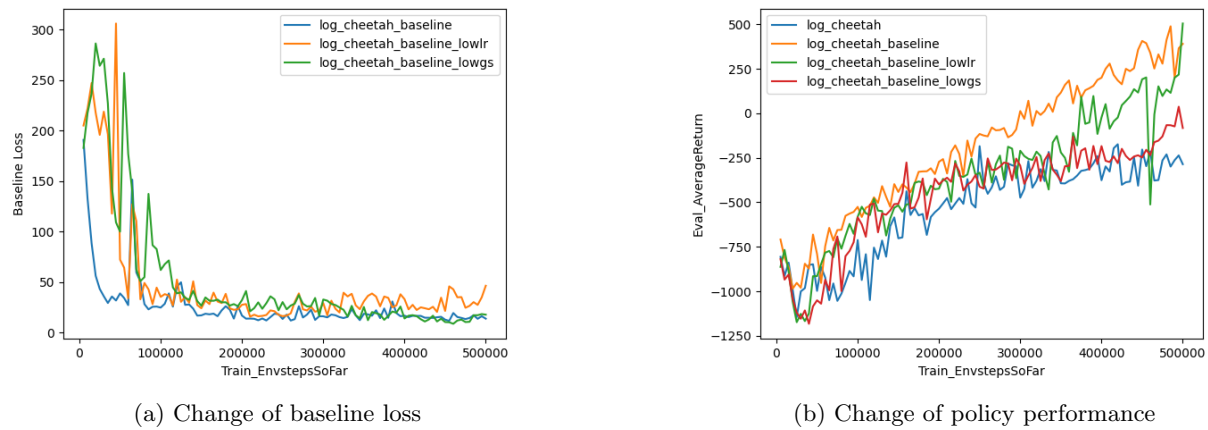 300
250
200
150
100
50
0
Baseline Loss
log_cheetah_baseline
log_cheetah_baseline_lowlr
log_cheetah_baseline_lowgs
0 100000 200000 300000 400000 500000
Train_EnvstepsSoFar
(a) Change of baseline loss
500
250
0
−250
−500
−750
−1000
−1250
Eval_AverageReturn
log_cheetah
log_cheetah_baseline
log_cheetah_baseline_lowlr
log_cheetah_baseline_lowgs
0 100000 200000 300000 400000 500000
Train_EnvstepsSoFar
(b) Change of policy performance